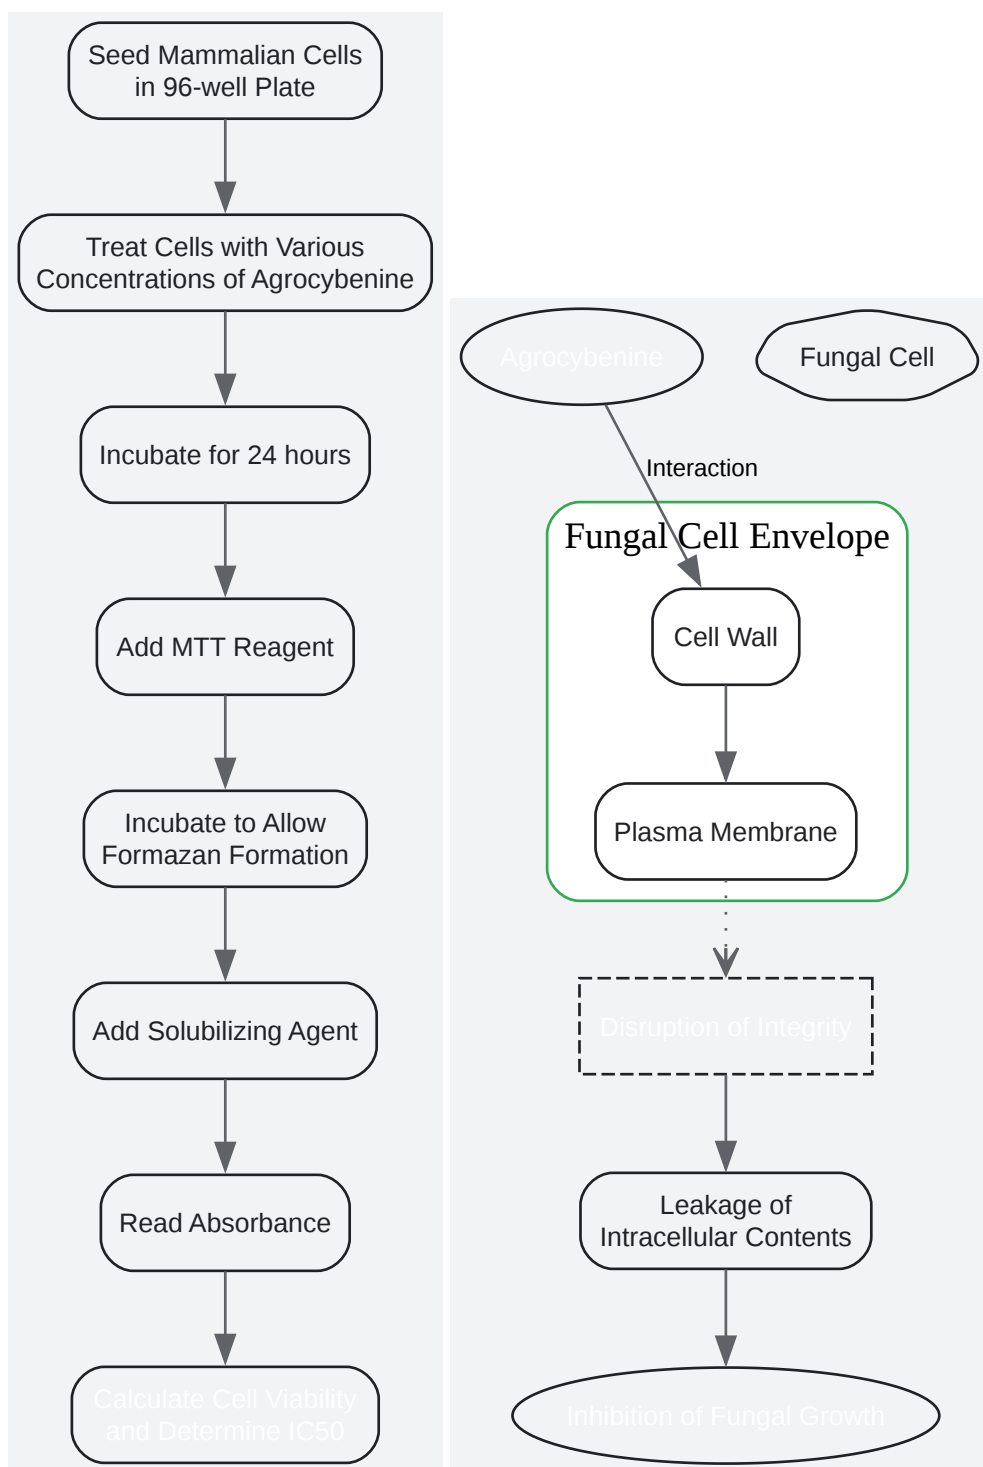 Seed Mammalian Cells
in 96-well Plate
Treat Cells with Various
Concentrations of Agrocybenine
Incubate for 24 hours
Add MTT Reagent
Incubate to Allow
Formazan Formation
Add Solubilizing Agent
Read Absorbance
Calculate Cell Viability
and Determine IC50
Agrocybenine
Fungal Cell
Interaction
Fungal Cell Envelope
Cell Wall
Plasma Membrane
Disruption of Integrity
Leakage of
Intracellular Contents
Inhibition of Fungal Growth